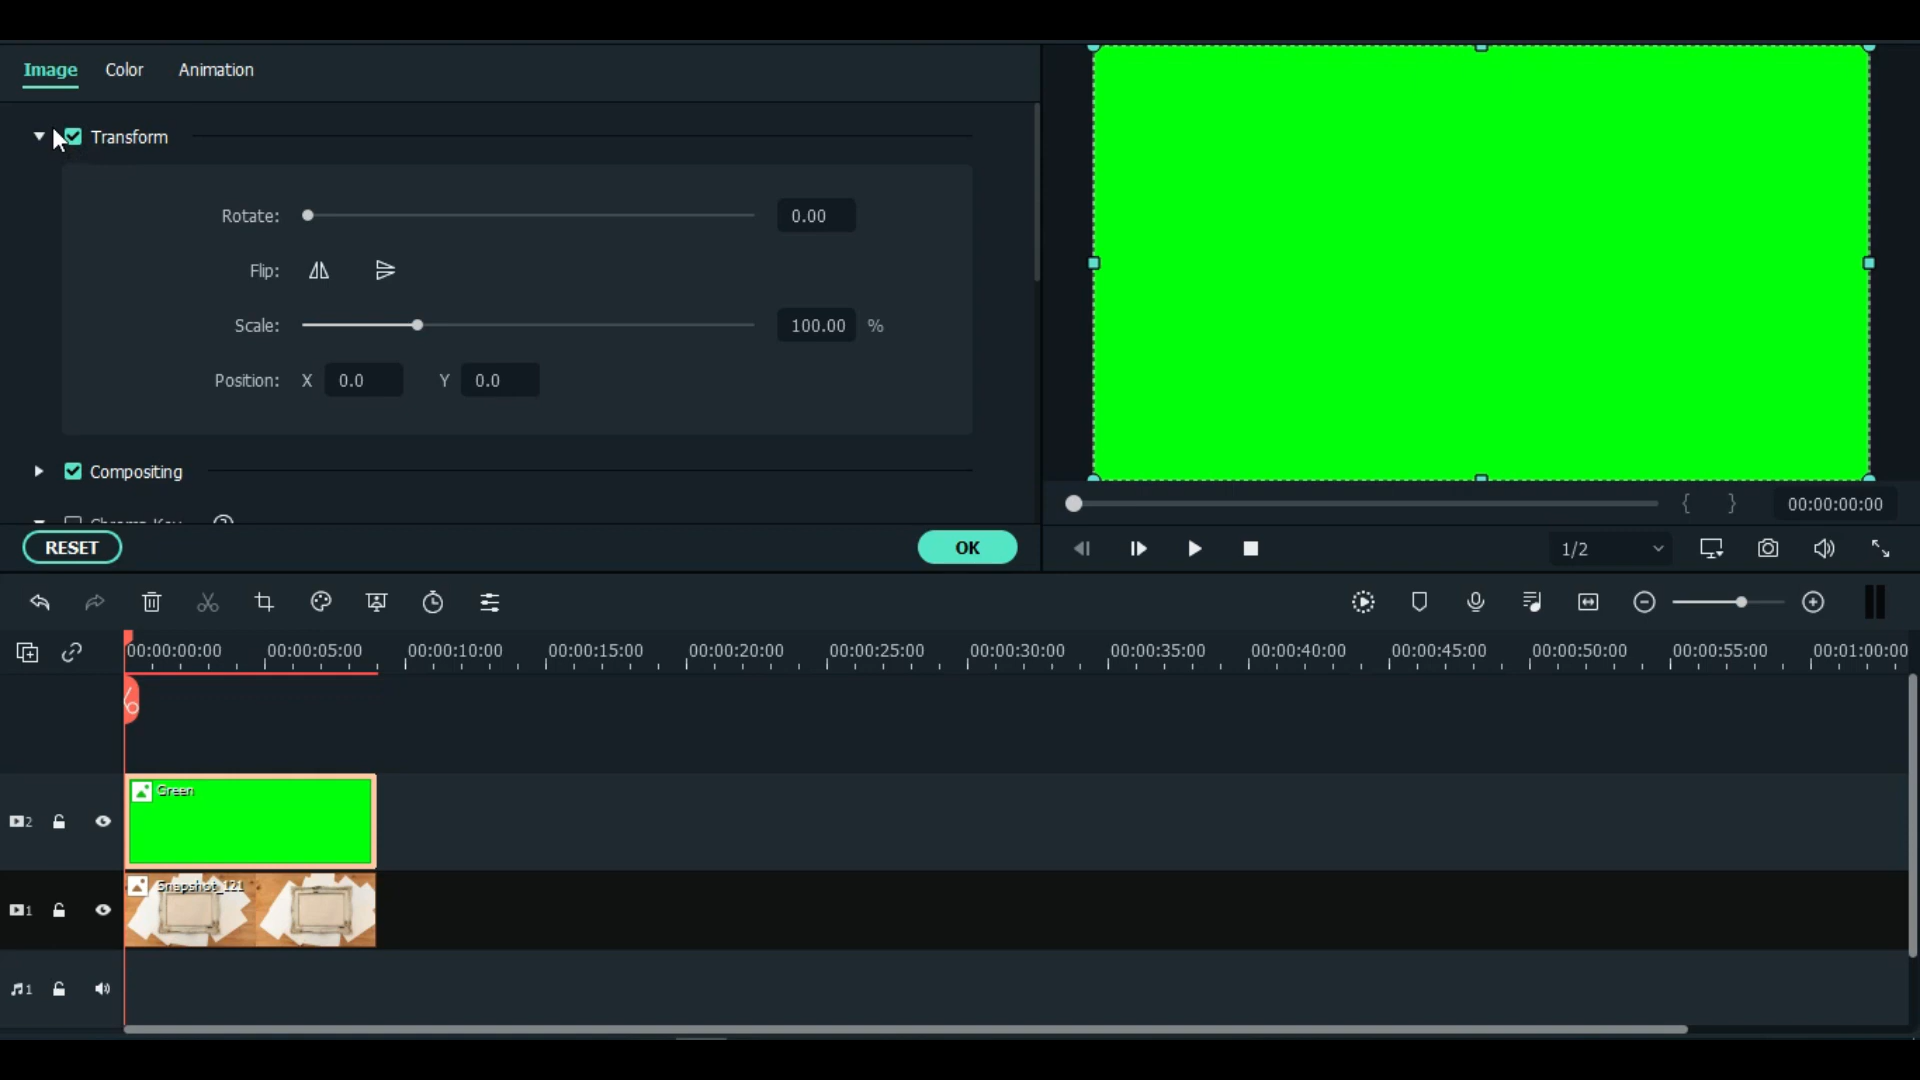 Image Color Animation
Transform
Rotate: 0.00
Flip:
Scale: 100.00 %
Position: X 0.0 Y 0.0
Compositing
Chroma Key
RESET OK
{ } 00:00:00:00
1/2
00:00:00:00 00:00:05:00 00:00:10:00 00:00:15:00 00:00:20:00 00:00:25:00 00:00:30:00 00:00:35:00 00:00:40:00 00:00:45:00 00:00:50:00 00:00:55:00 00:01:00:00
2 Green
1 Snapshot_121
1